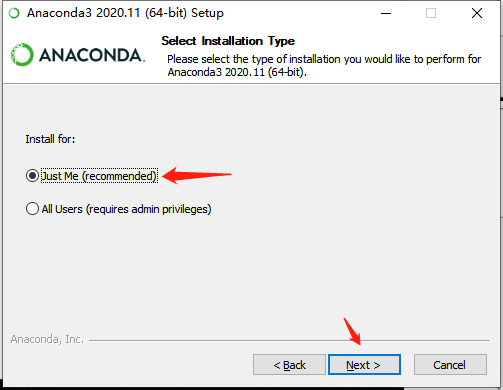 Anaconda3 2020.11 (64-bit) Setup
ANACONDA.
Select Installation Type
Please select the type of installation you would like to perform for
Anaconda3 2020.11 (64-bit).
Install for:
Just Me (recommended)
All Users (requires admin privileges)
Anaconda, Inc.
< Back
Next >
Cancel